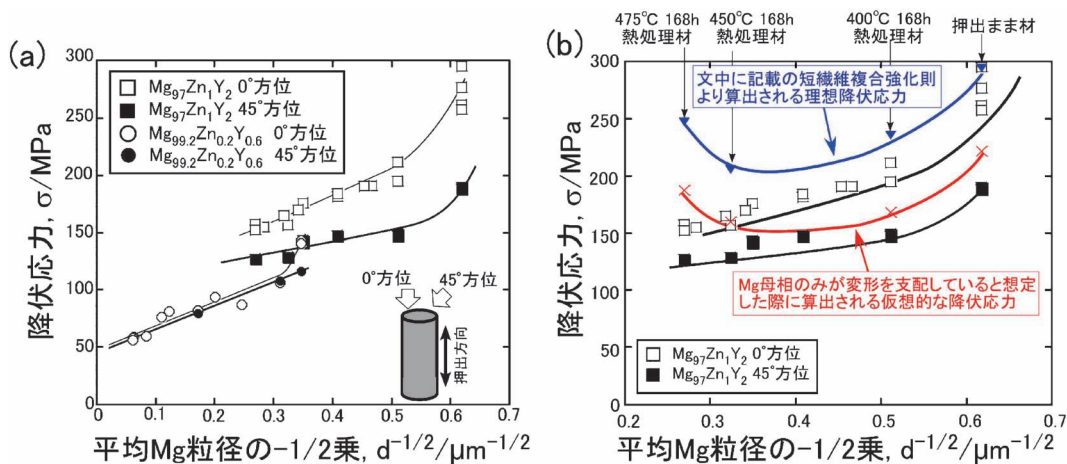 (a)
300
250
200
150
100
50
0
降伏応力, σ/MPa
□ Mg97Zn1Y2 0°方位
■ Mg97Zn1Y2 45°方位
○ Mg99.2Zn0.2Y0.6 0°方位
● Mg99.2Zn0.2Y0.6 45°方位
0°方位
45°方位
押出方向
0 0.1 0.2 0.3 0.4 0.5 0.6 0.7
平均Mg粒径の-1/2乗, d-1/2/μm-1/2
(b)
475℃ 168h
熱処理材
450℃ 168h
熱処理材
400℃ 168h
熱処理材
押出まま材
文中に記載の短繊維複合強化則
より算出される理想降伏応力
300
250
200
150
100
50
0
降伏応力, σ/MPa
Mg母相のみが変形を支配していると想定
した際に算出される仮想的な降伏応力
□ Mg97Zn1Y2 0°方位
■ Mg97Zn1Y2 45°方位
0.2 0.3 0.4 0.5 0.6 0.7
平均Mg粒径の-1/2乗, d-1/2/μm-1/2